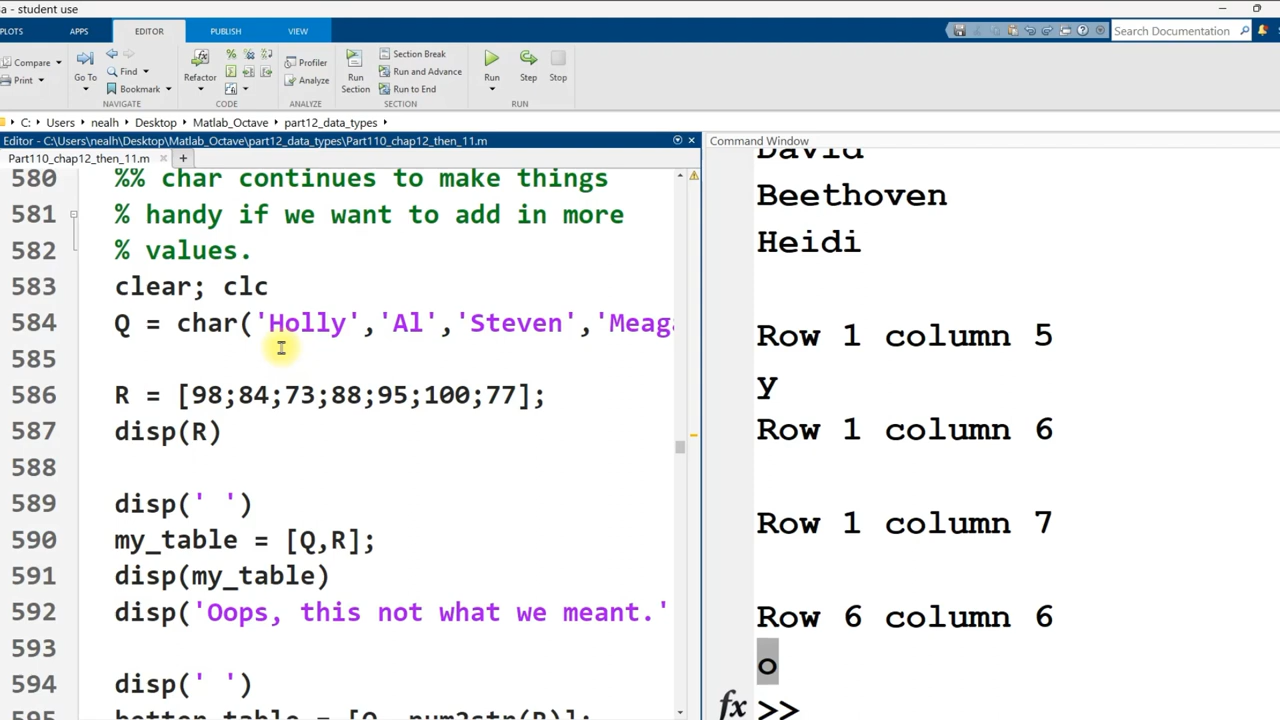 a - student use
PLOTS APPS EDITOR PUBLISH VIEW
Search Documentation
Compare
Print
Go To
Find
Bookmark
NAVIGATE
Refactor
CODE
Profiler
Analyze
ANALYZE
Run
Section
Section Break
Run and Advance
Run to End
SECTION
Run
Step
Stop
RUN
C: Users nealh Desktop Matlab_Octave part12_data_types
Editor - C:\Users\nealh\Desktop\Matlab_Octave\part12_data_types\Part110_chap12_then_11.m
Part110_chap12_then_11.m
+
580 %% char continues to make things
581 % handy if we want to add in more
582 % values.
583 clear; clc
584 Q = char('Holly','Al','Steven','Meaga
585
586 R = [98;84;73;88;95;100;77];
587 disp(R)
588
589 disp(' ')
590 my_table = [Q,R];
591 disp(my_table)
592 disp('Oops, this not what we meant.'
593
594 disp(' ')
595 better_table = [Q, num2str(R)];
Command Window
David
Beethoven
Heidi
Row 1 column 5
y
Row 1 column 6
Row 1 column 7
Row 6 column 6
o
fx >>